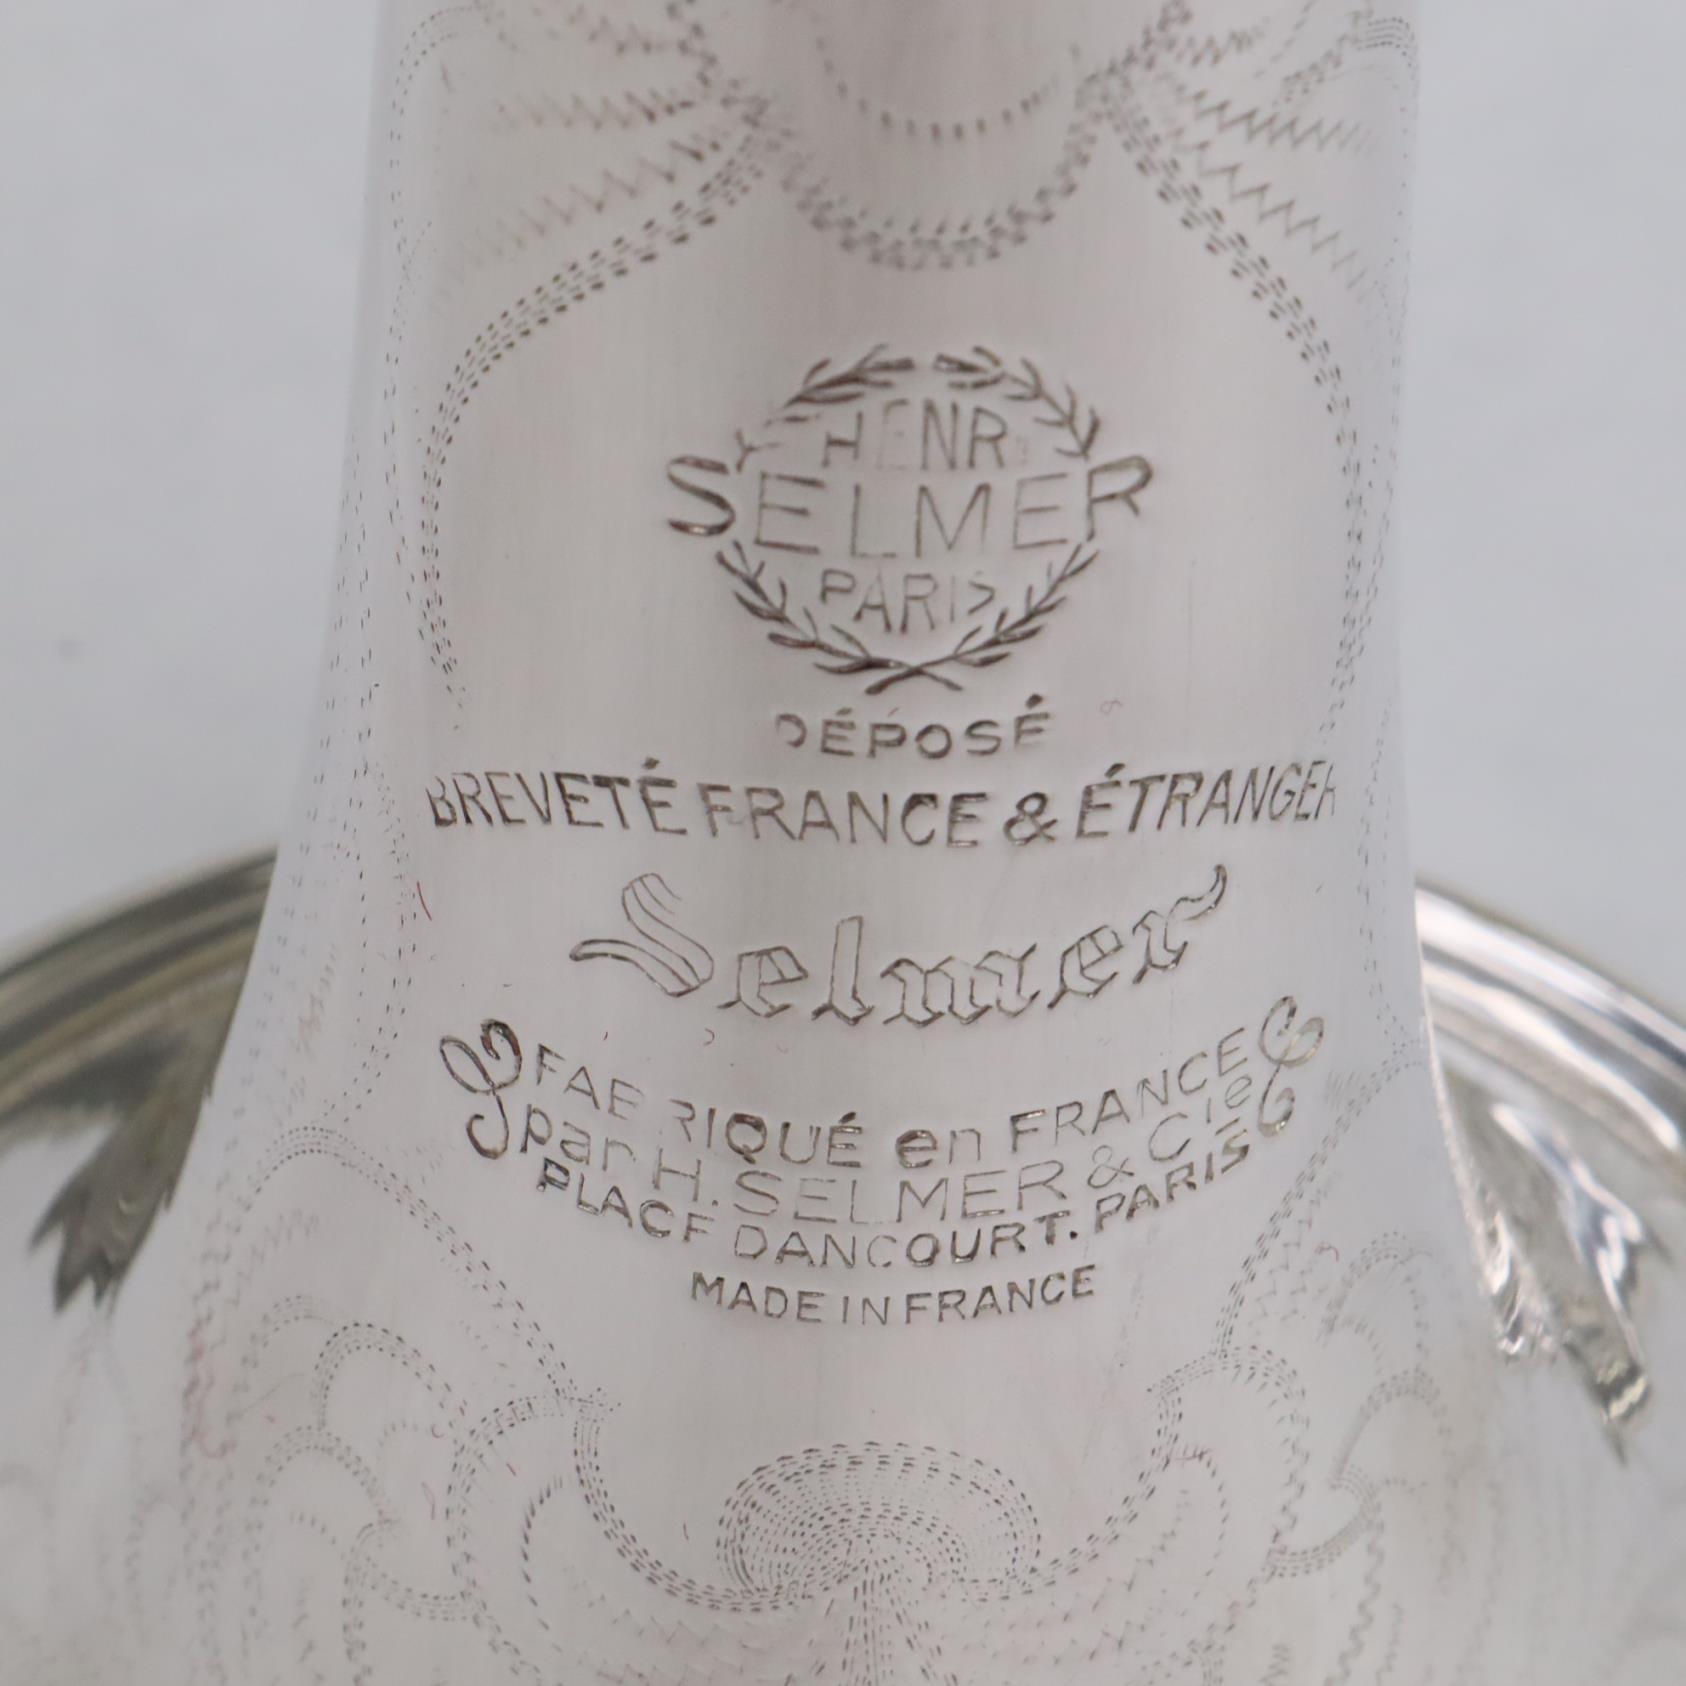 HENRI
SELMER
PARIS
DÉPOSÉ
BREVETÉ FRANCE & ÉTRANGER
Selmer
FABRIQUÉ en FRANCE
par H. SELMER & Cie
PLACE DANCOURT. PARIS
MADE IN FRANCE